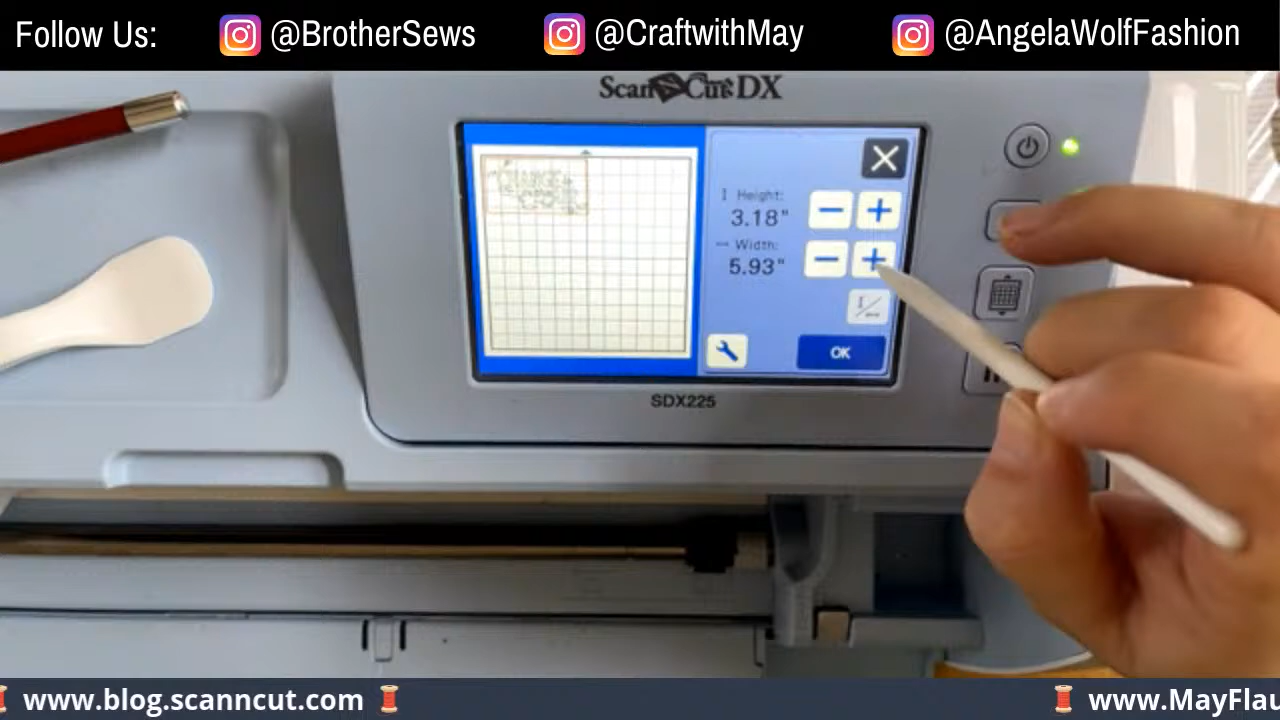 Follow Us: @BrotherSews @CraftwithMay @AngelaWolfFashion
ScanNCut DX
Height:
3.18"
Width:
5.93"
OK
SDX225
www.blog.scanncut.com www.MayFlau